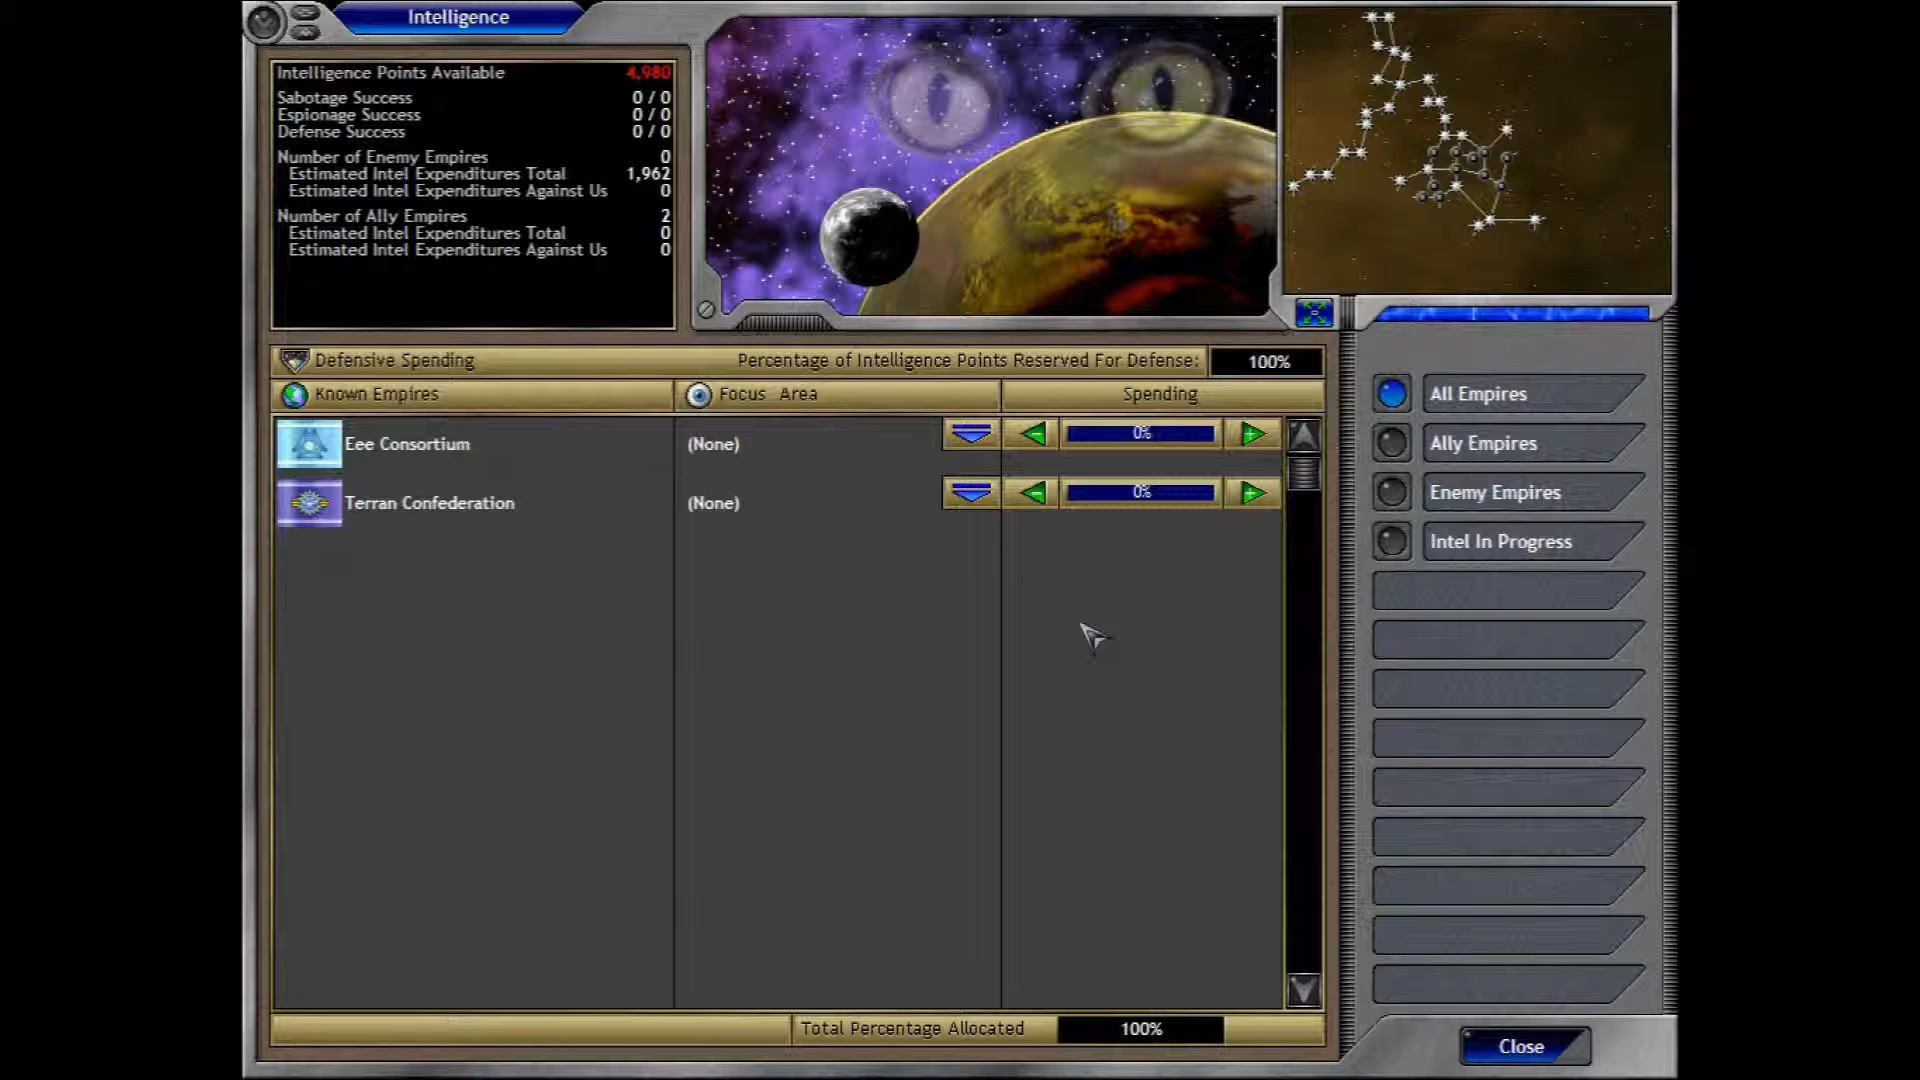 Intelligence
Intelligence Points Available 4,980
Sabotage Success 0 / 0
Espionage Success 0 / 0
Defense Success 0 / 0
Number of Enemy Empires 0
Estimated Intel Expenditures Total 1,962
Estimated Intel Expenditures Against Us 0
Number of Ally Empires 2
Estimated Intel Expenditures Total 0
Estimated Intel Expenditures Against Us 0
Defensive Spending Percentage of Intelligence Points Reserved For Defense: 100%
Known Empires Focus Area Spending
Eee Consortium (None) 0%
Terran Confederation (None) 0%
Total Percentage Allocated 100%
All Empires
Ally Empires
Enemy Empires
Intel In Progress
Close